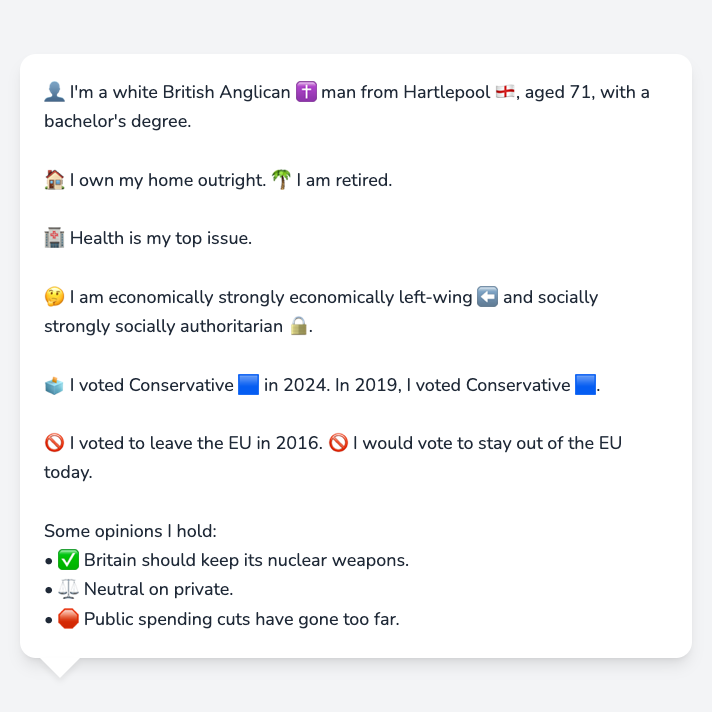 👤 I'm a white British Anglican ✝️ man from Hartlepool 🏴󠁧󠁢󠁥󠁮󠁧󠁿, aged 71, with a
bachelor's degree.
🏠 I own my home outright. 🌴 I am retired.
🏥 Health is my top issue.
🤔 I am economically strongly economically left-wing ⬅️ and socially
strongly socially authoritarian 🔒.
🗳️ I voted Conservative 🟦 in 2024. In 2019, I voted Conservative 🟦.
🚫 I voted to leave the EU in 2016. 🚫 I would vote to stay out of the EU
today.
Some opinions I hold:
• ✅ Britain should keep its nuclear weapons.
• ⚖️ Neutral on private.
• 🛑 Public spending cuts have gone too far.